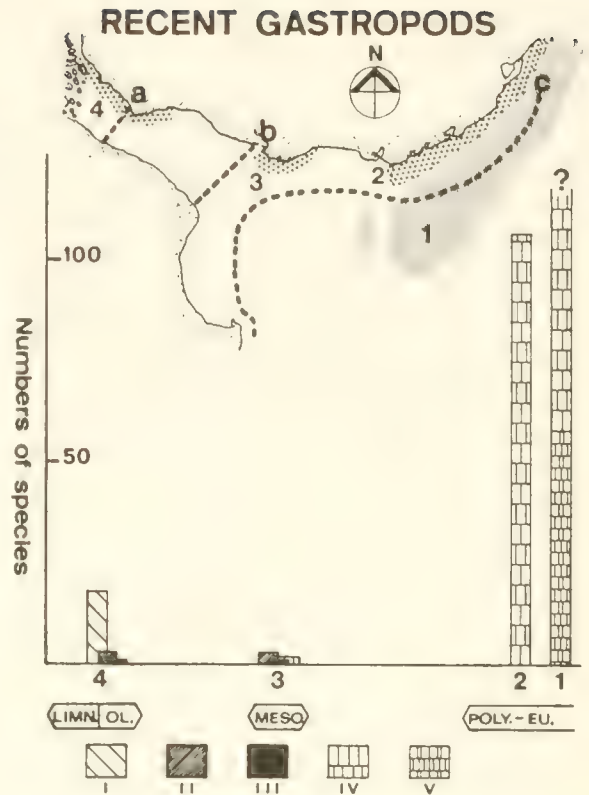 RECENT GASTROPODS
N
a
4
b
c
3
2
1
?
100
50
Numbers of species
4
3
2
1
LIMN. OL.
MESO
POLY.-EU.
I
II
III
IV
V